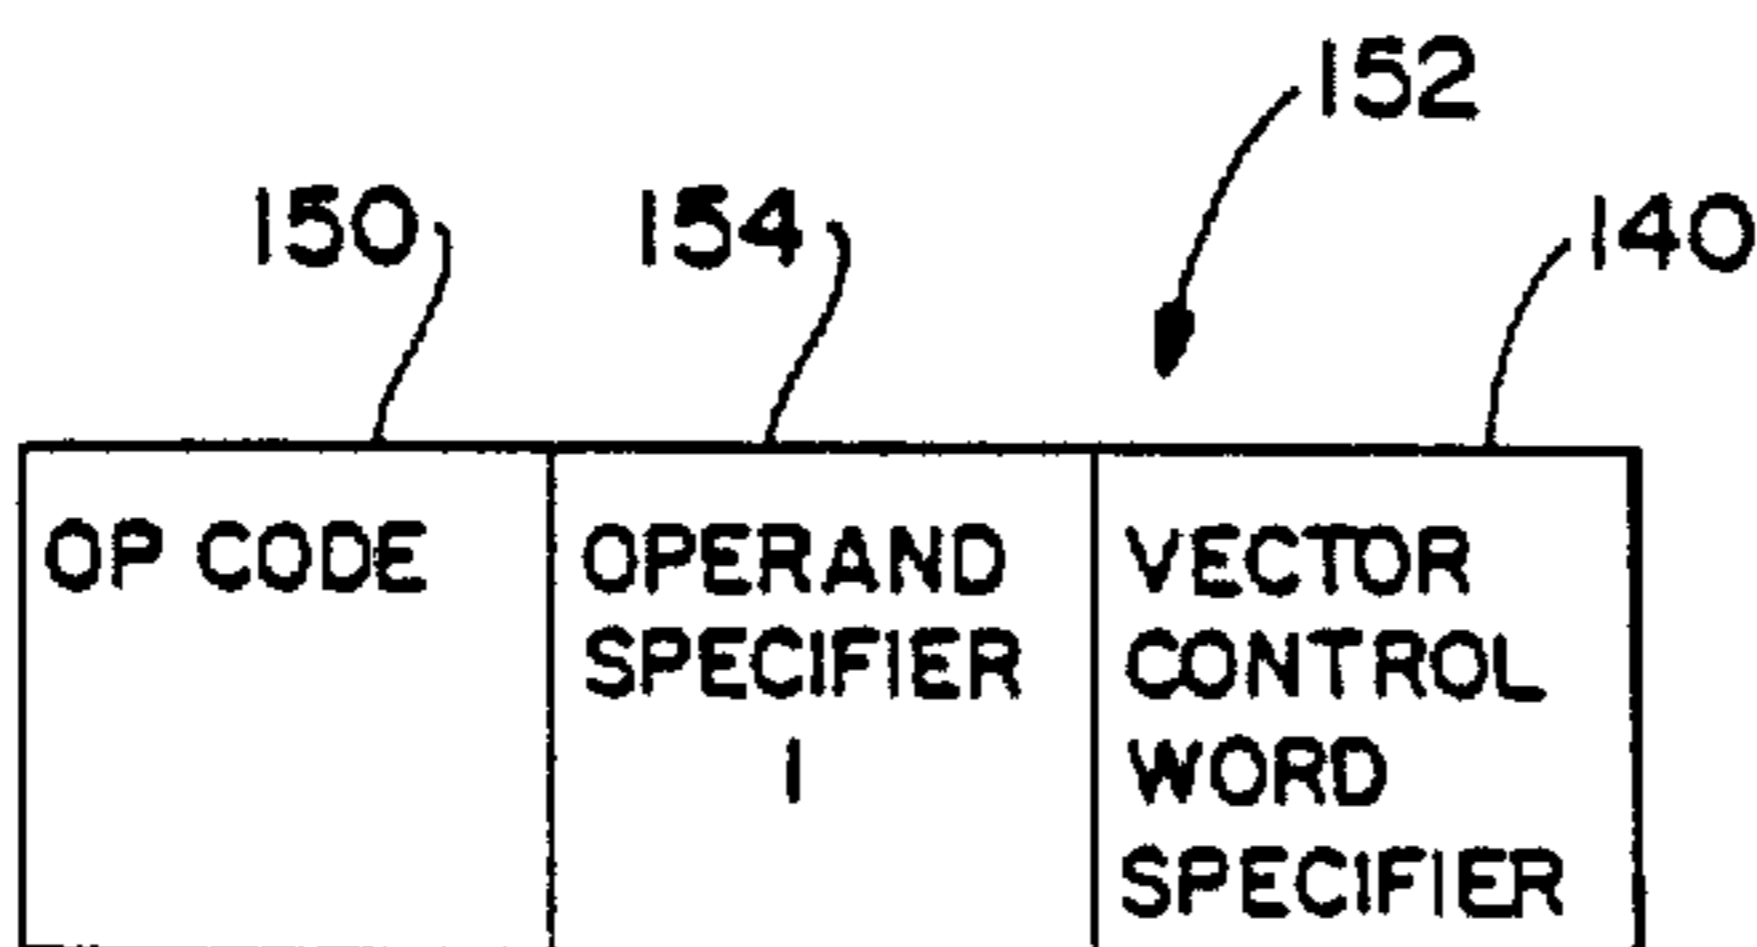 152
150
154
140
OP CODE
OPERAND
SPECIFIER
1
VECTOR
CONTROL
WORD
SPECIFIER